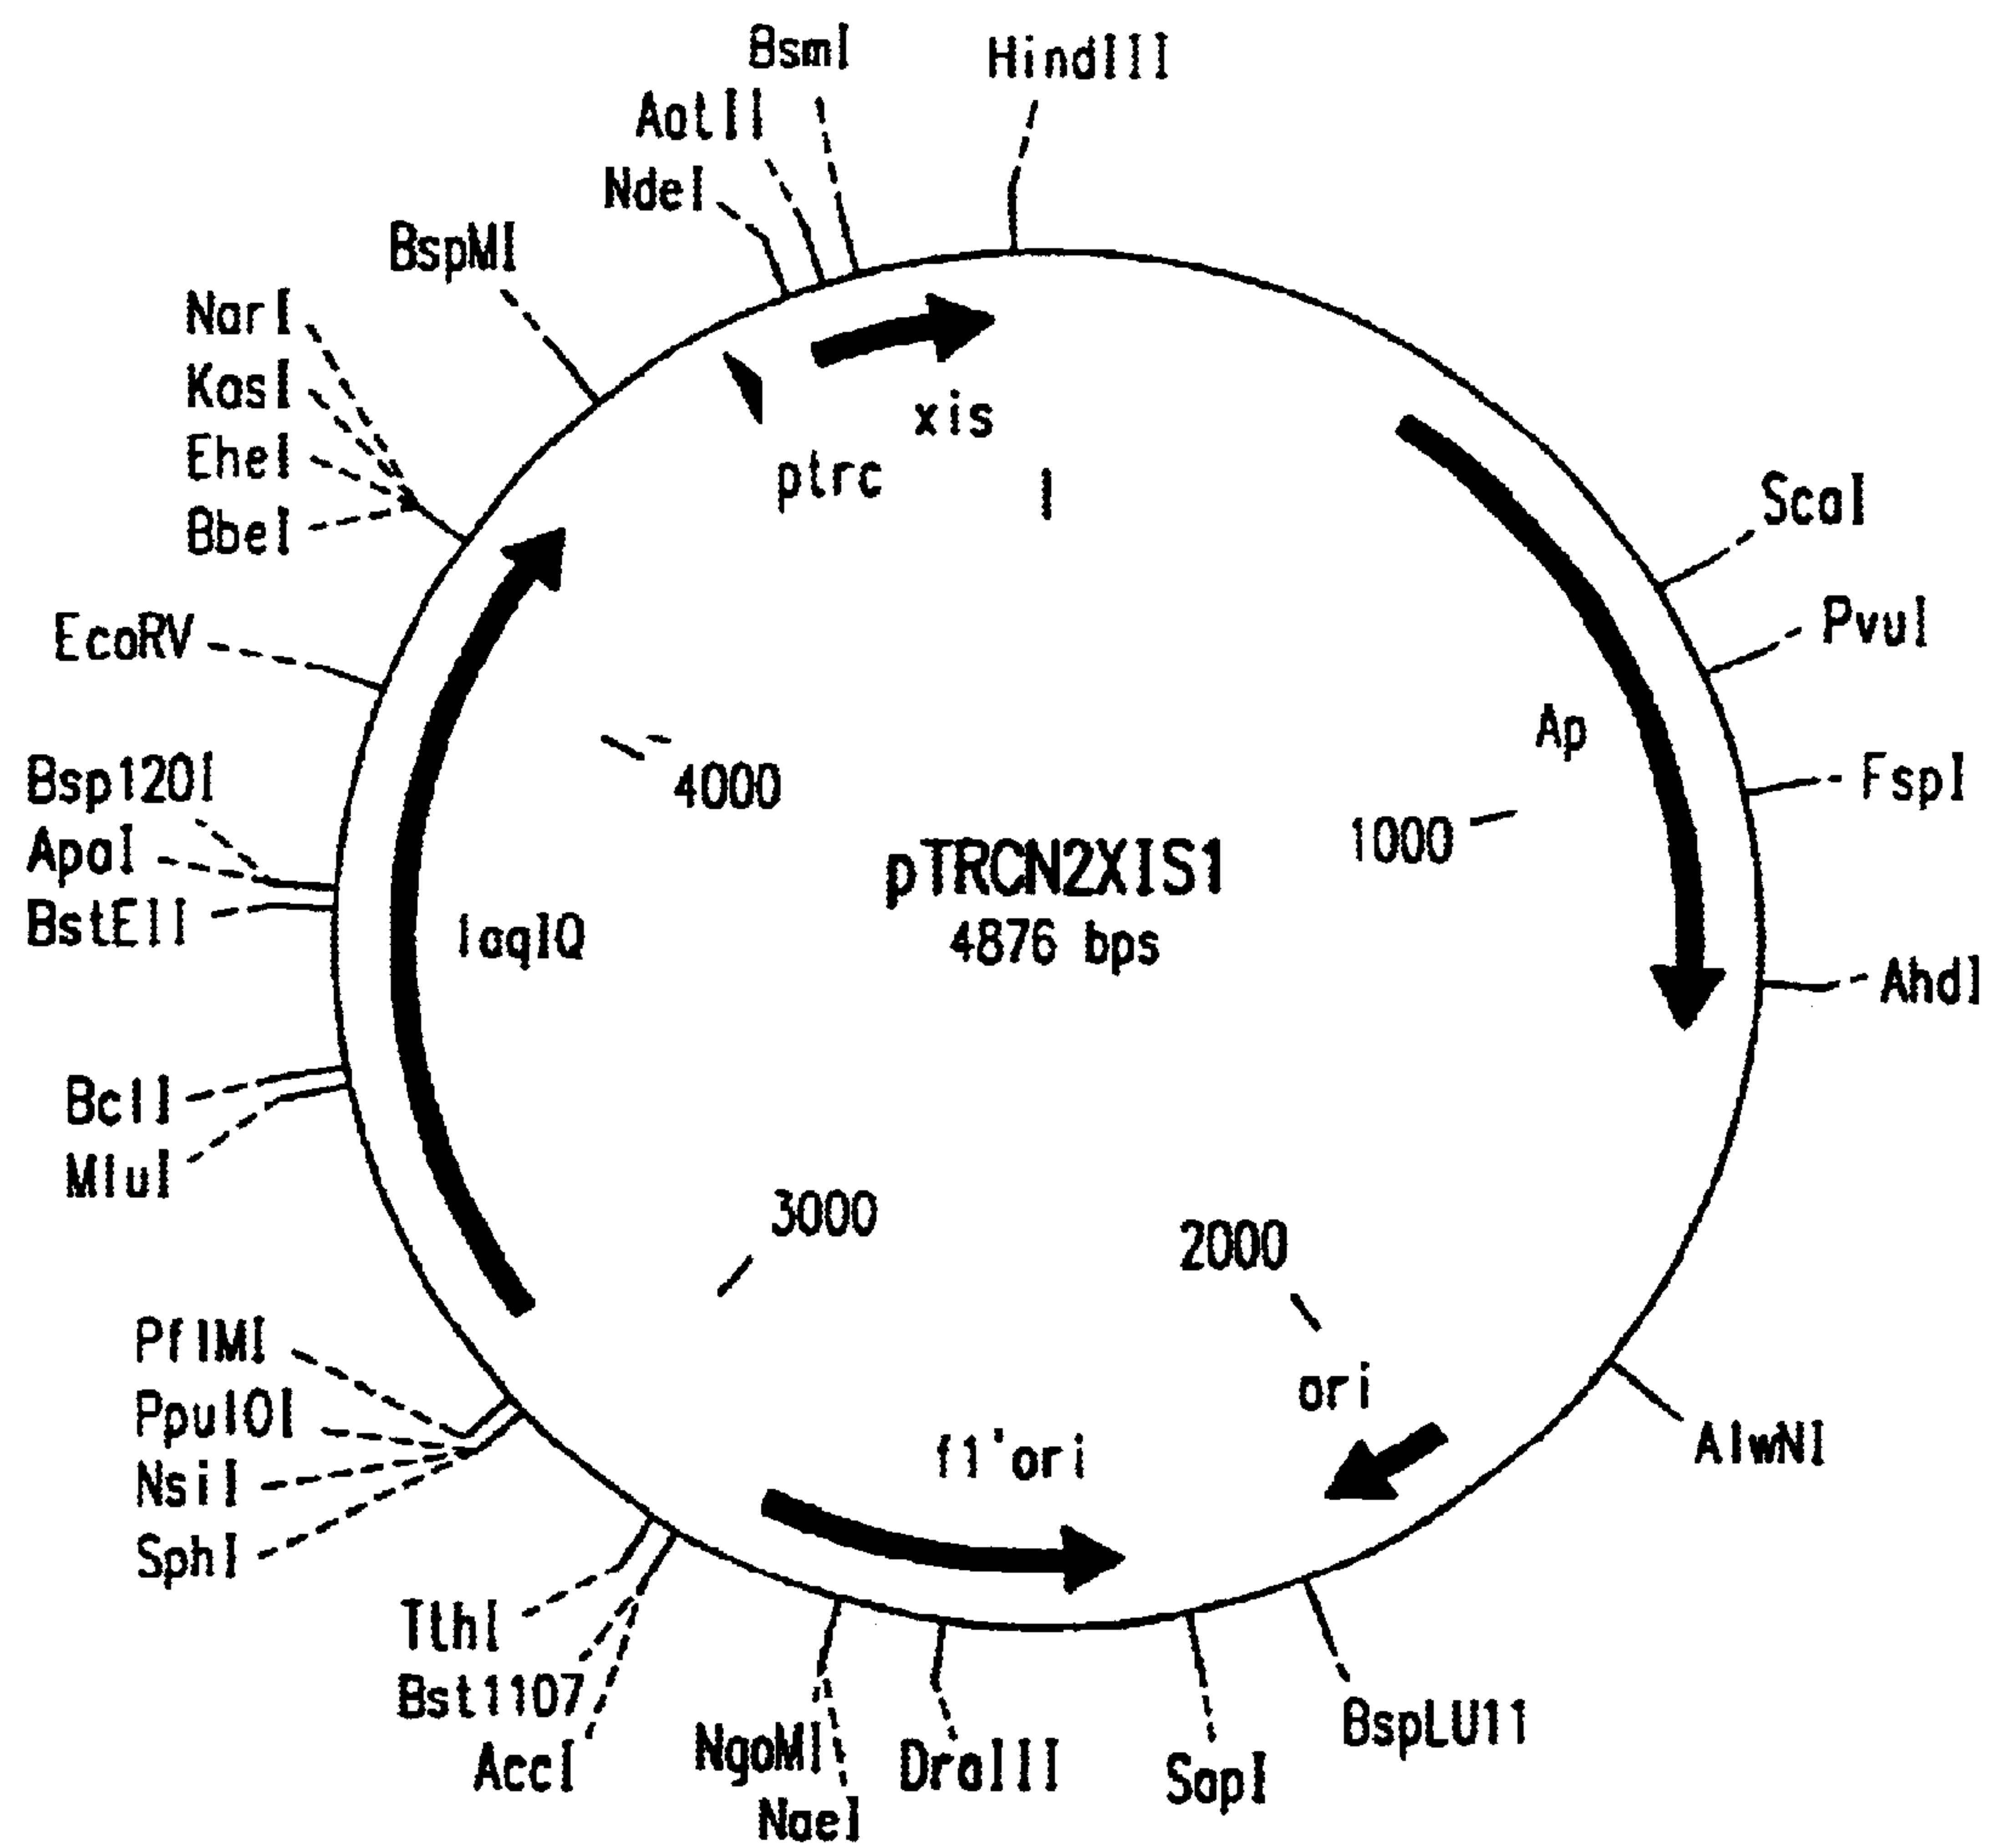 BsmI
HindIII
AatII
NdeI
BspMI
NarI
KasI
EheI
BbeI
xis
ptrc
1
ScaI
PvuI
EcoRV
Ap
FspI
Bsp120I
ApaI
BstEII
4000
1000
pTRCN2XIS1
4876 bps
laqIQ
AhdI
BclI
MluI
3000
2000
PflMI
Ppu10I
NsiI
SphI
ori
f1'ori
AlwNI
TthI
Bst1107
AccI
NgoMI
NaeI
DraIII
SapI
BspLU11